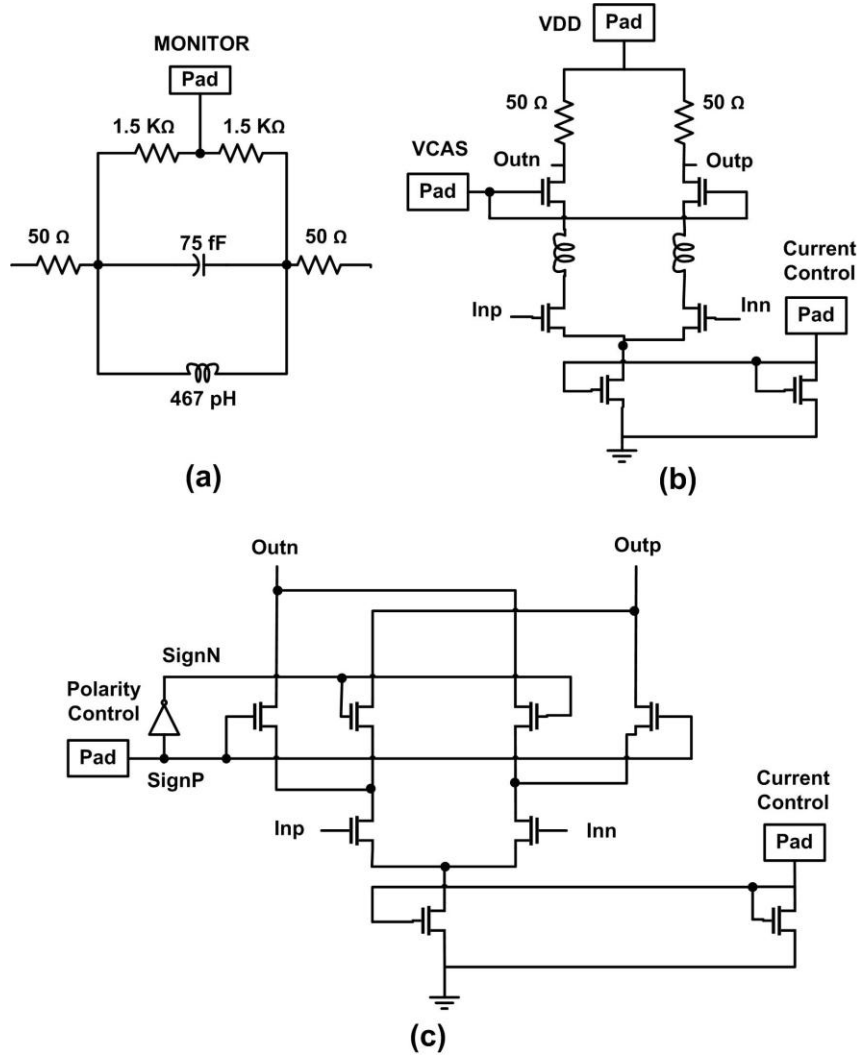 MONITOR
Pad
1.5 KΩ 1.5 KΩ
50 Ω 75 fF 50 Ω
467 pH
(a)
VDD Pad
50 Ω 50 Ω
VCAS Outn Outp
Pad
Current
Control
Inp Inn Pad
(b)
Outn Outp
SignN
Polarity
Control
Pad
SignP
Current
Control
Inp Inn Pad
(c)